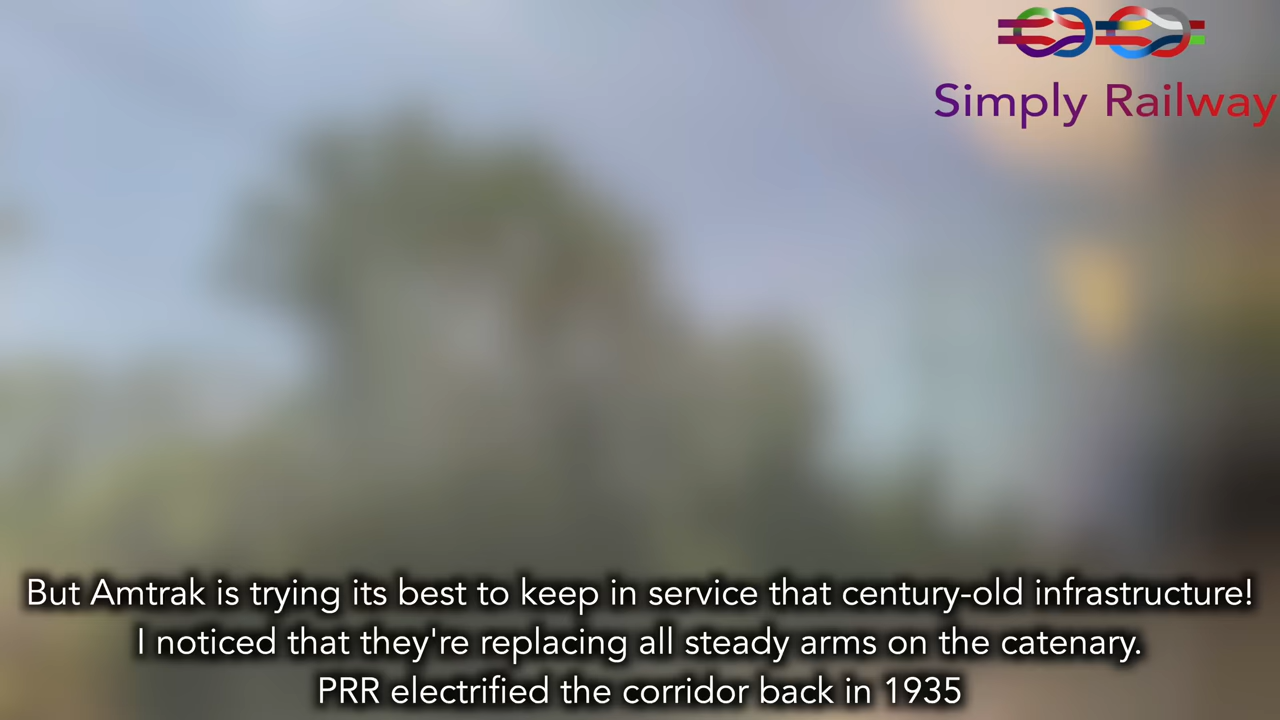 Simply Railway
But Amtrak is trying its best to keep in service that century-old infrastructure!
I noticed that they're replacing all steady arms on the catenary.
PRR electrified the corridor back in 1935